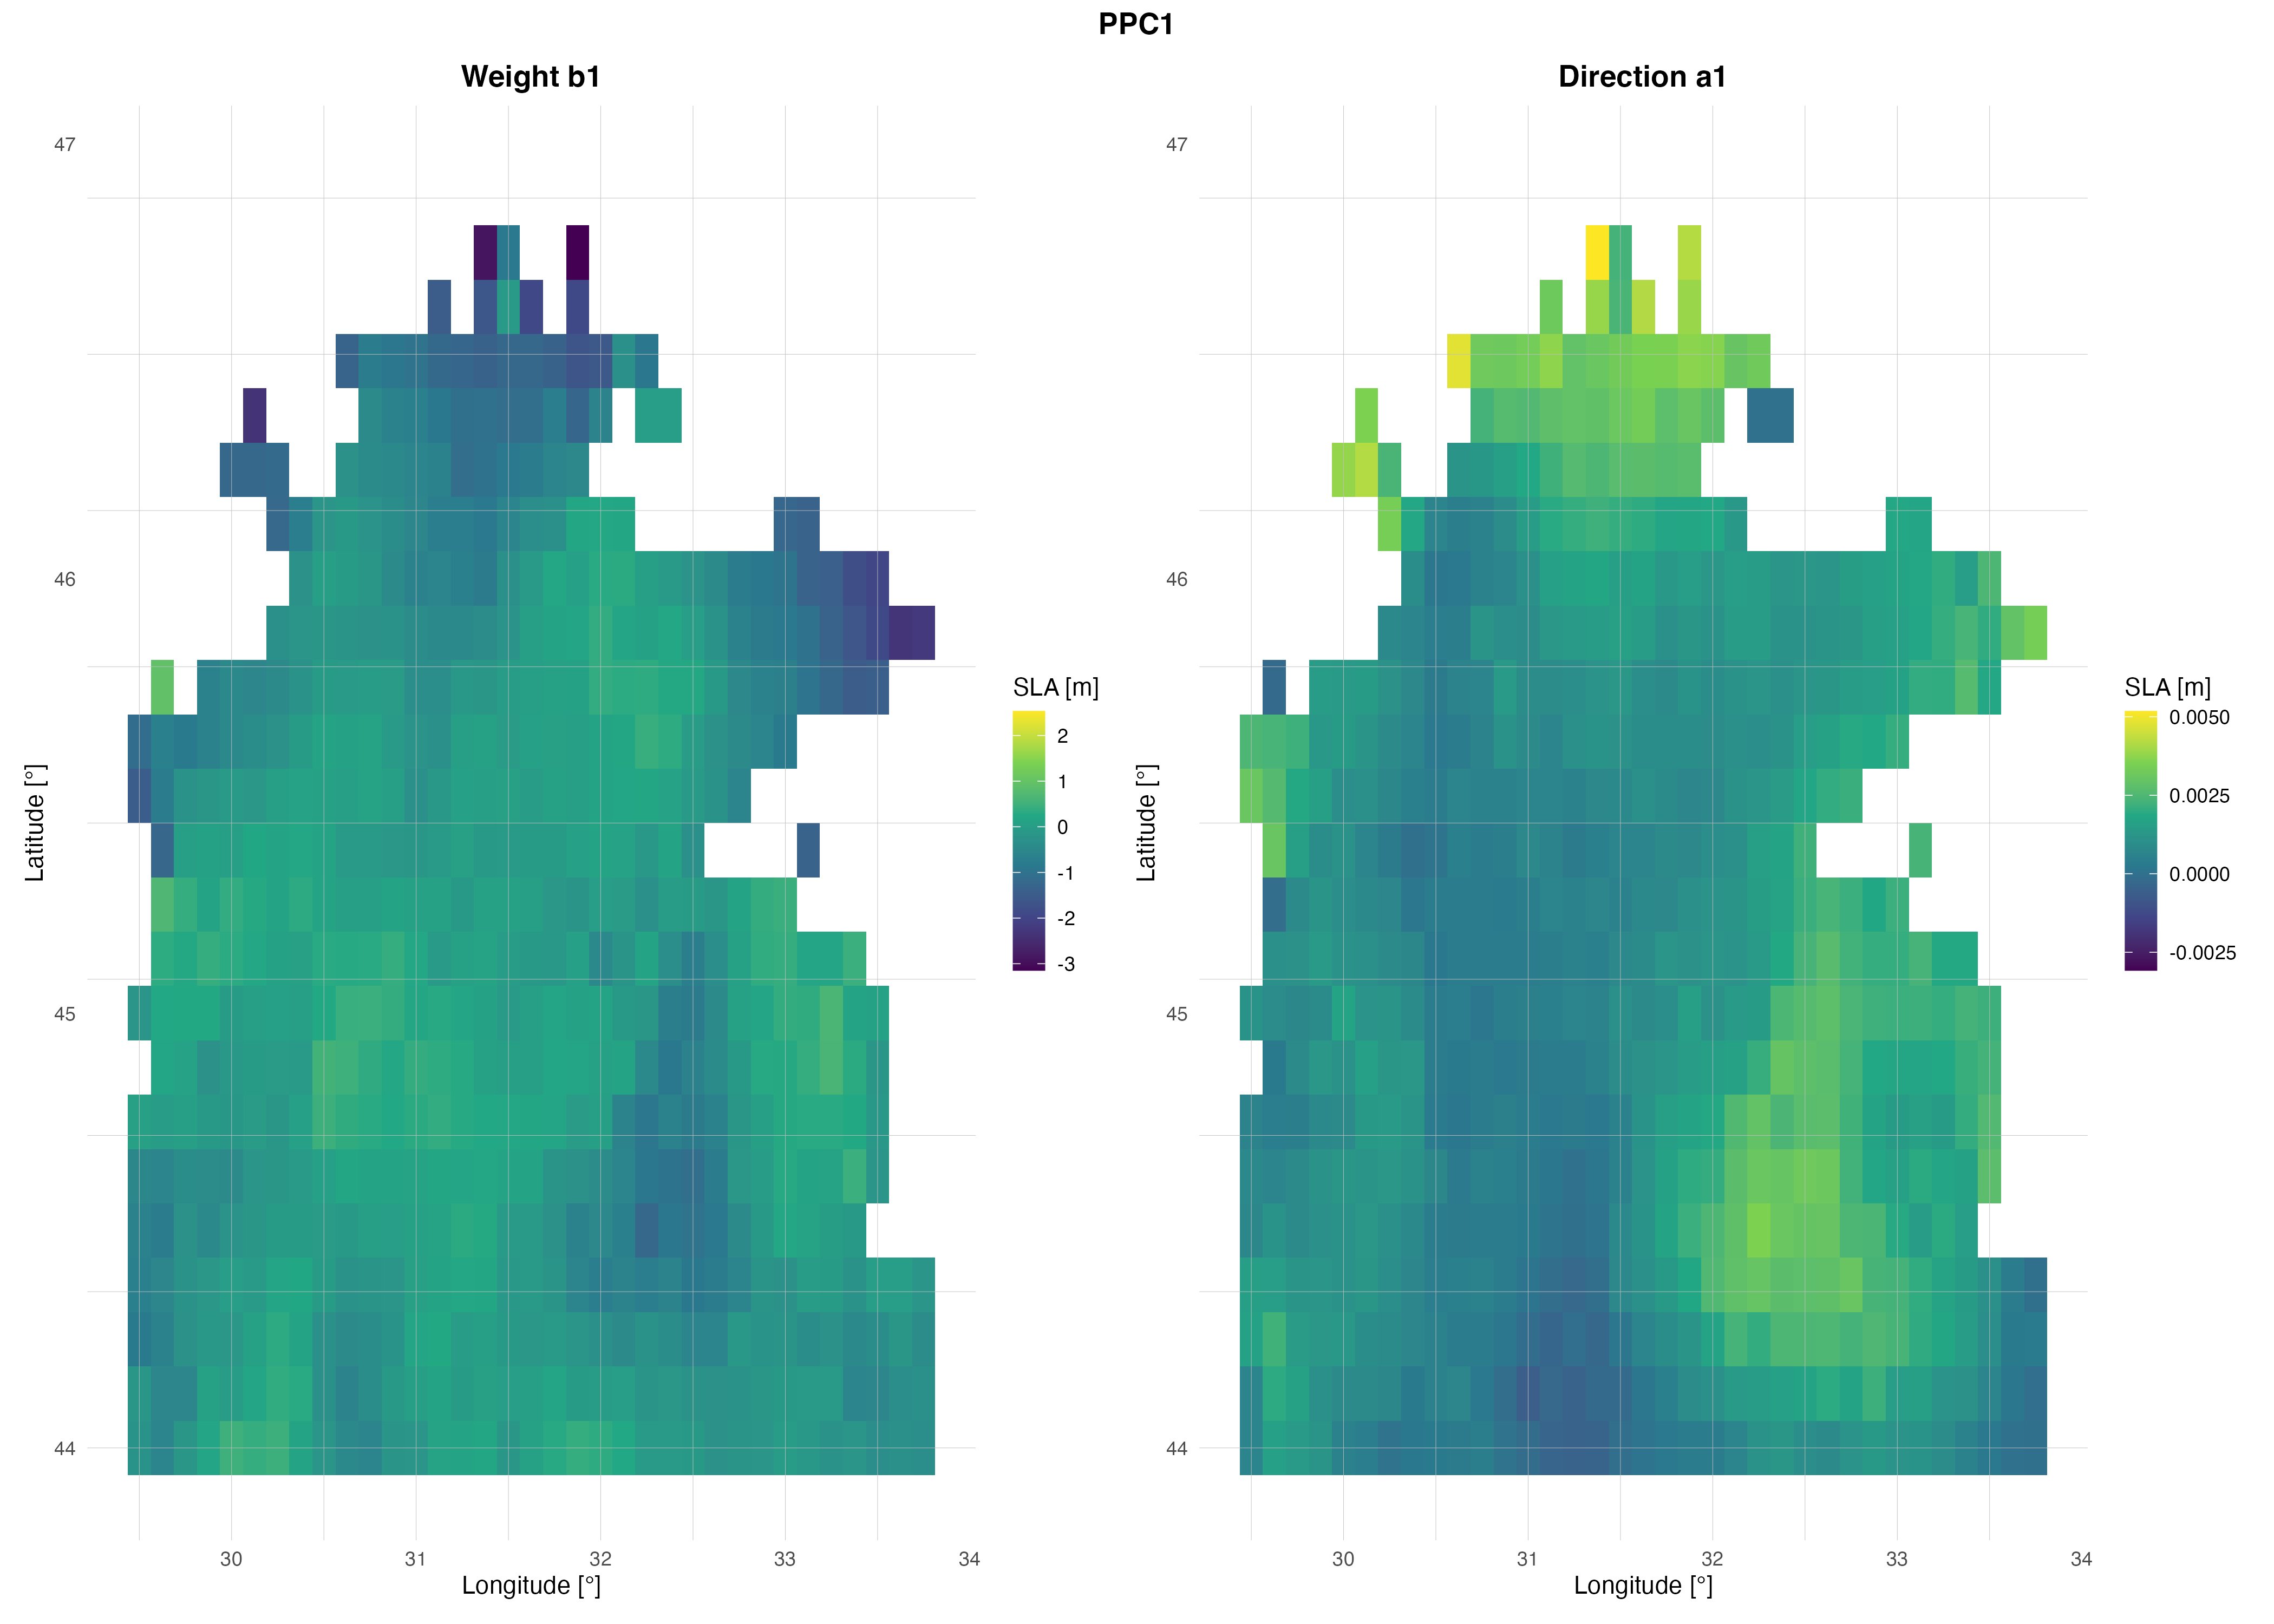 PPC1
Weight b1
47
46
45
44
Latitude [°]
30 31 32 33 34
Longitude [°]
SLA [m]
2
1
0
-1
-2
-3
Direction a1
47
46
45
44
Latitude [°]
30 31 32 33 34
Longitude [°]
SLA [m]
0.0050
0.0025
0.0000
-0.0025